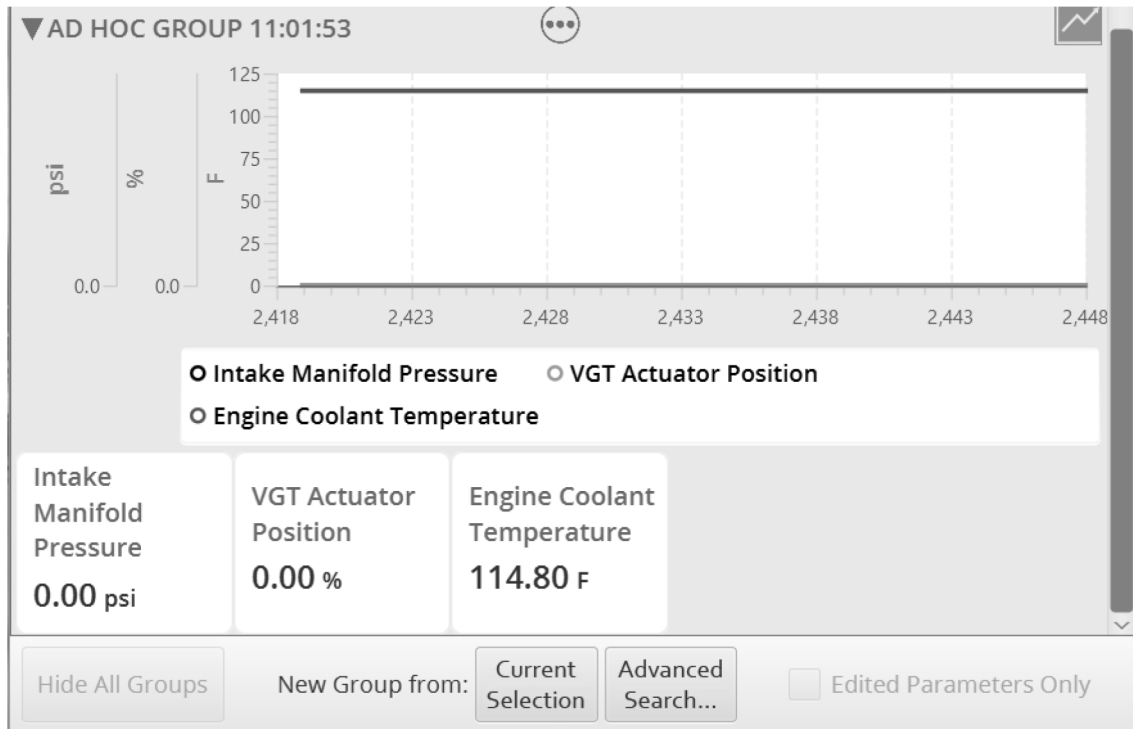 ▼ AD HOC GROUP 11:01:53
psi
%
F
125
100
75
50
25
0.0
0.0
0
2,418 2,423 2,428 2,433 2,438 2,443 2,448
Intake Manifold Pressure VGT Actuator Position
Engine Coolant Temperature
Intake
Manifold
Pressure
0.00 psi
VGT Actuator
Position
0.00 %
Engine Coolant
Temperature
114.80 F
Hide All Groups
New Group from:
Current
Selection
Advanced
Search...
Edited Parameters Only